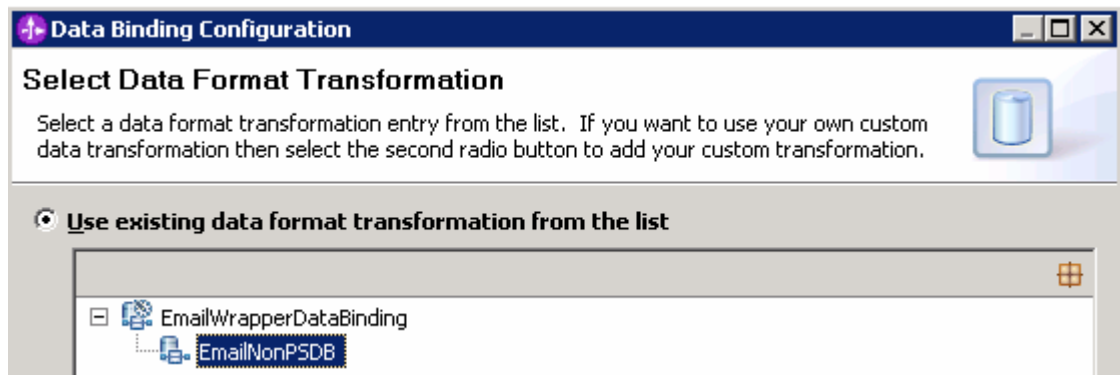 Data Binding Configuration
Select Data Format Transformation
Select a data format transformation entry from the list. If you want to use your own custom
data transformation then select the second radio button to add your custom transformation.
Use existing data format transformation from the list
EmailWrapperDataBinding
EmailNonPSDB